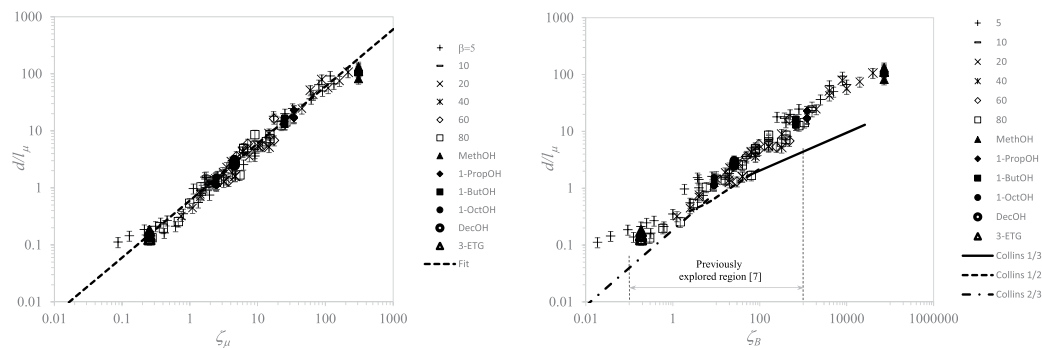 1000
100
10
1
0.1
0.01
d/lμ
0.01 0.1 1 10 100 1000
ζμ
β=5
10
20
40
60
80
MethOH
1-PropOH
1-ButOH
1-OctOH
DecOH
3-ETG
Fit
1000
100
10
1
0.1
0.01
d/lμ
Previously
explored region [7]
0.01 1 100 10000 1000000
ζB
5
10
20
40
60
80
MethOH
1-PropOH
1-ButOH
1-OctOH
DecOH
3-ETG
Collins 1/3
Collins 1/2
Collins 2/3